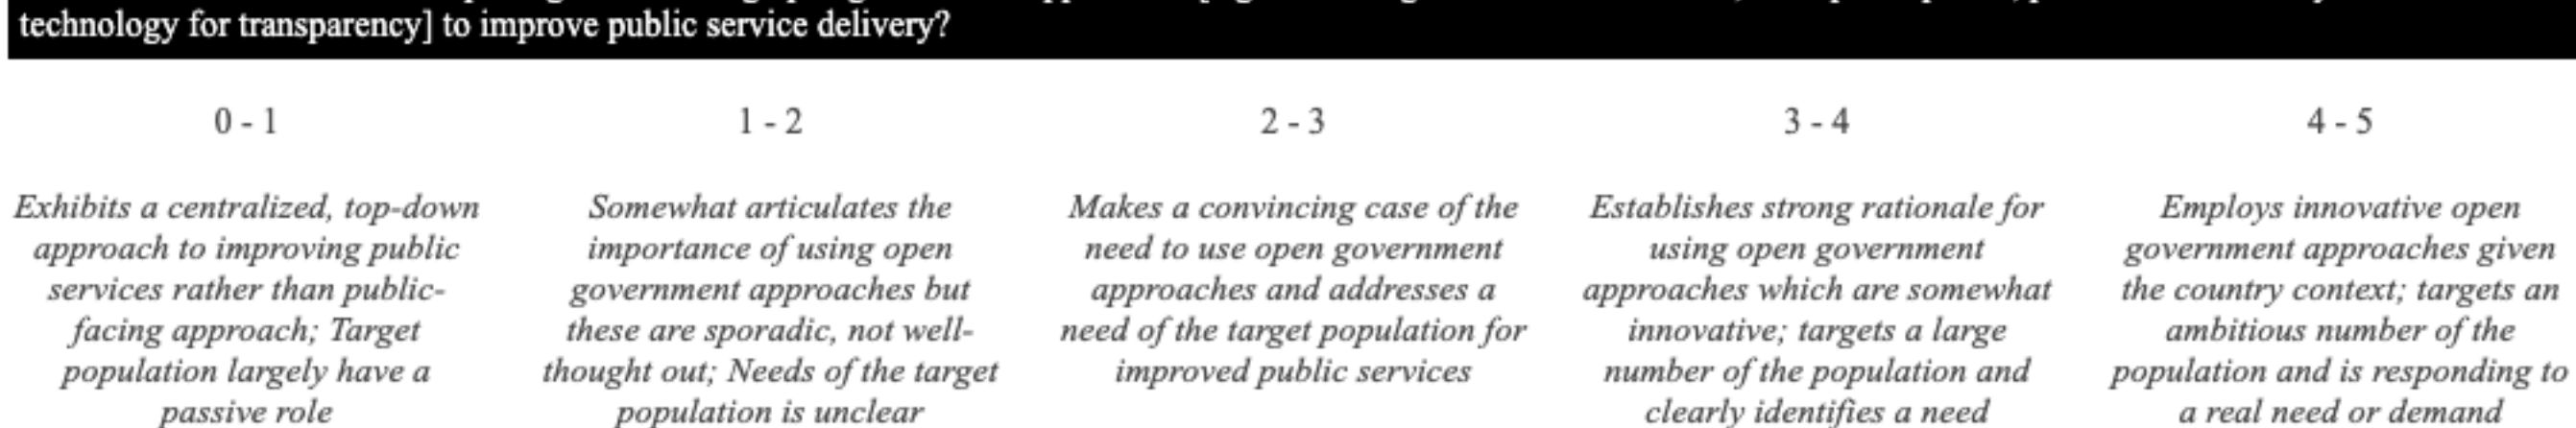 technology for transparency] to improve public service delivery?
0 - 1
1 - 2
2 - 3
3 - 4
4 - 5
Exhibits a centralized, top-down
approach to improving public
services rather than public-
facing approach; Target
population largely have a
passive role
Somewhat articulates the
importance of using open
government approaches but
these are sporadic, not well-
thought out; Needs of the target
population is unclear
Makes a convincing case of the
need to use open government
approaches and addresses a
need of the target population for
improved public services
Establishes strong rationale for
using open government
approaches which are somewhat
innovative; targets a large
number of the population and
clearly identifies a need
Employs innovative open
government approaches given
the country context; targets an
ambitious number of the
population and is responding to
a real need or demand